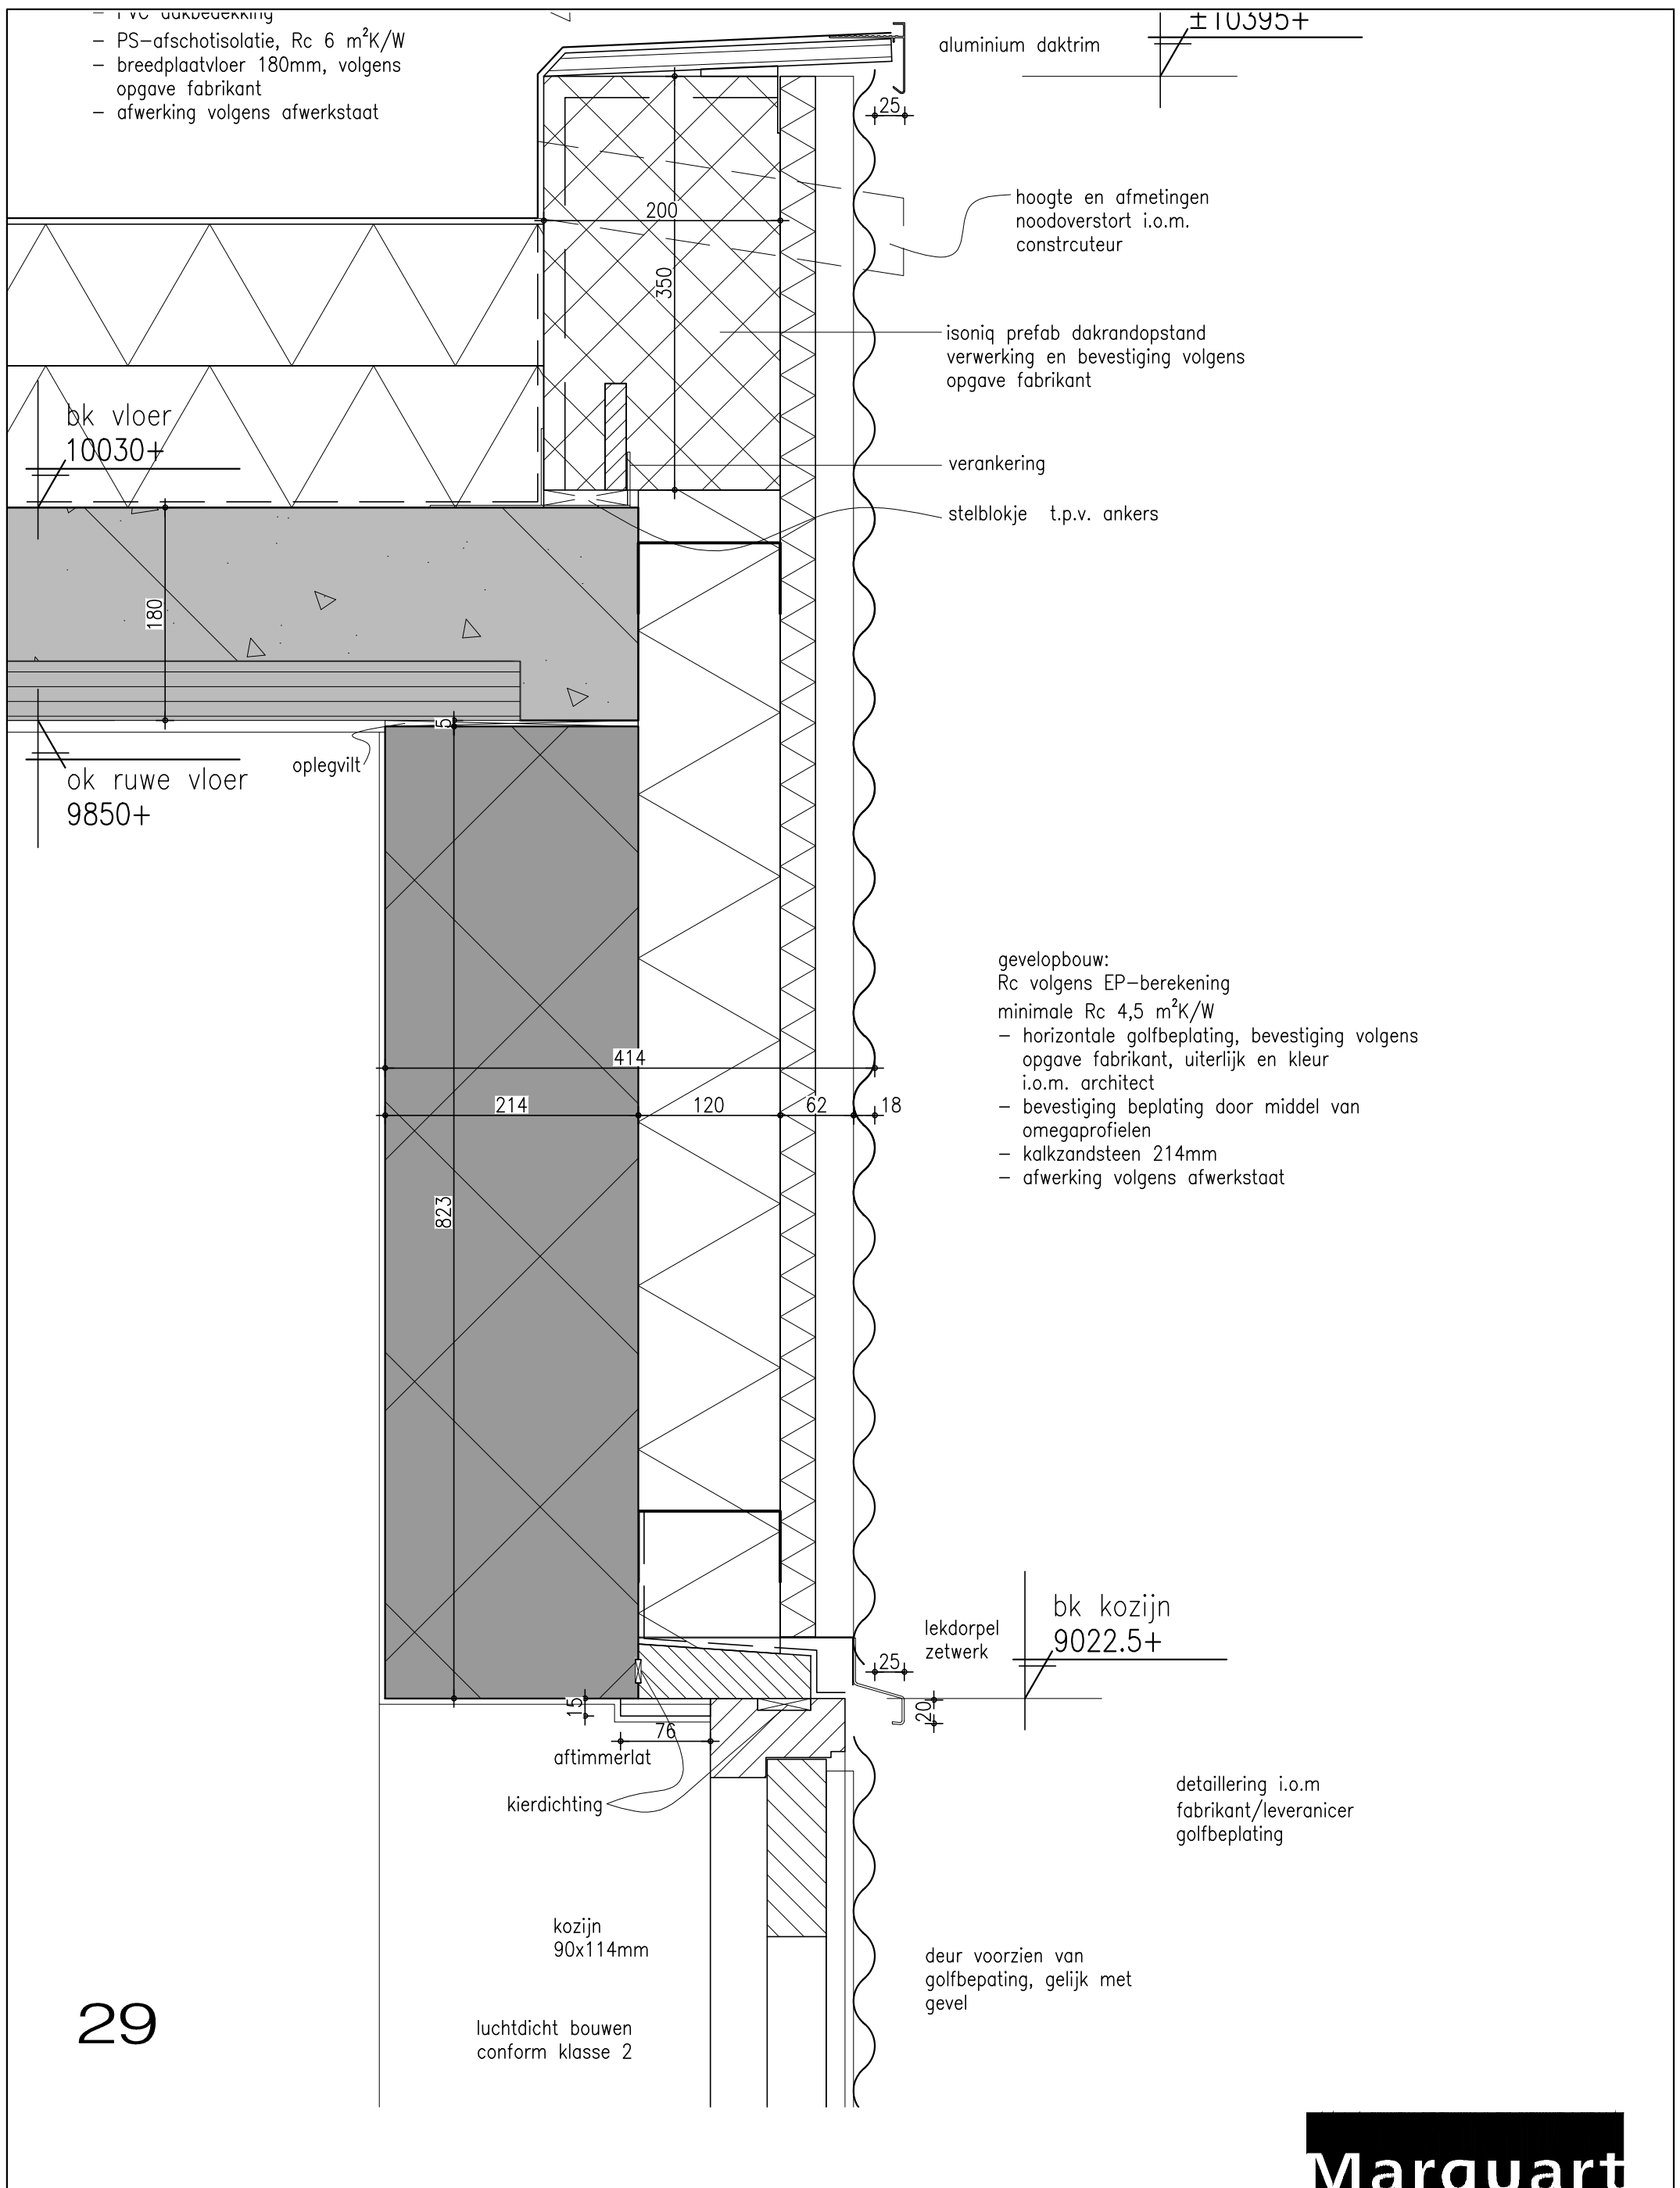 – PVC dakbedekking
– PS–afschotisolatie, Rc 6 m²K/W
– breedplaatvloer 180mm, volgens
opgave fabrikant
– afwerking volgens afwerkstaat
±10395+
aluminium daktrim
25
hoogte en afmetingen
noodoverstort i.o.m.
constrcuteur
200
350
isoniq prefab dakrandopstand
verwerking en bevestiging volgens
opgave fabrikant
bk vloer
10030+
verankering
stelblokje t.p.v. ankers
180
5
oplegvilt
ok ruwe vloer
9850+
gevelopbouw:
Rc volgens EP–berekening
minimale Rc 4,5 m²K/W
– horizontale golfbeplating, bevestiging volgens
opgave fabrikant, uiterlijk en kleur
i.o.m. architect
– bevestiging beplating door middel van
omegaprofielen
– kalkzandsteen 214mm
– afwerking volgens afwerkstaat
414
214
120
62
18
823
bk kozijn
9022.5+
lekdorpel
zetwerk
25
20
15
76
aftimmerlat
kierdichting
detaillering i.o.m
fabrikant/leveranicer
golfbeplating
kozijn
90x114mm
deur voorzien van
golfbepating, gelijk met
gevel
29
luchtdicht bouwen
conform klasse 2
Marquart